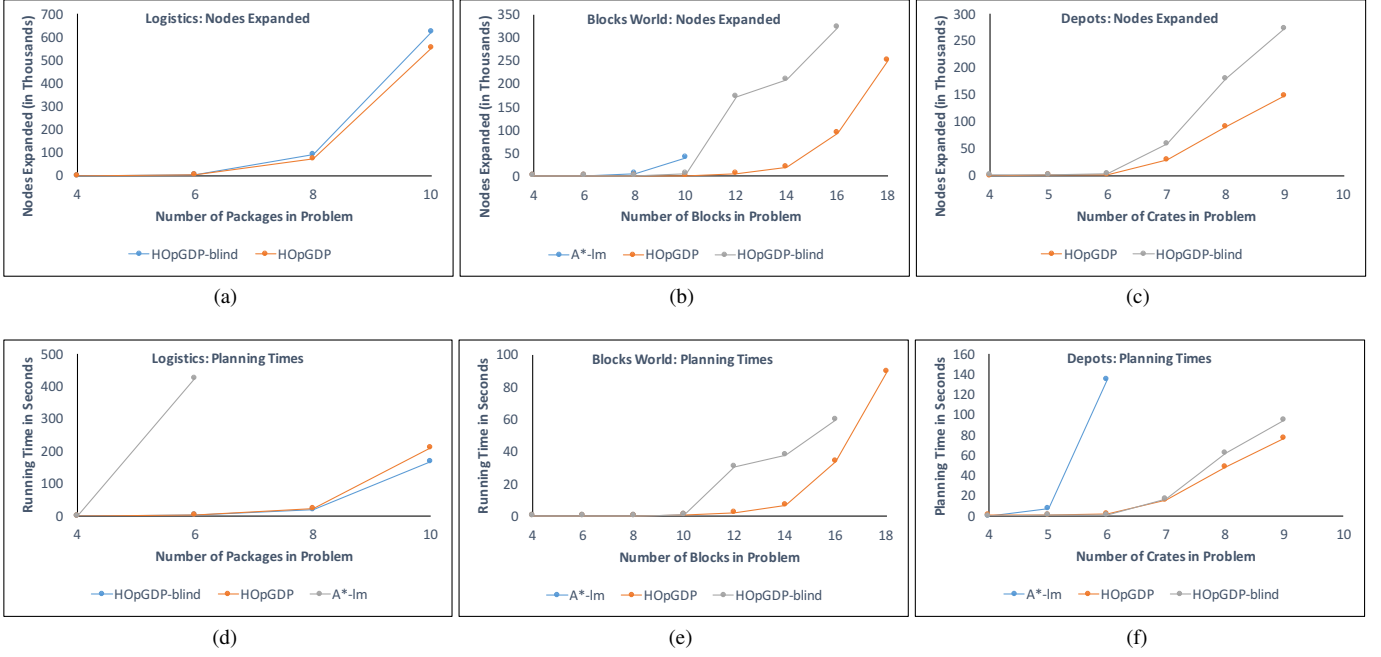 Logistics: Nodes Expanded
Nodes Expanded (in Thousands)
700
600
500
400
300
200
100
0
4 6 8 10
Number of Packages in Problem
HOpGDP-blind HOpGDP
(a)
Blocks World: Nodes Expanded
Nodes Expanded (in Thousands)
350
300
250
200
150
100
50
0
4 6 8 10 12 14 16 18
Number of Blocks in Problem
A*-lm HOpGDP HOpGDP-blind
(b)
Depots: Nodes Expanded
Nodes Expanded (in Thousands)
300
250
200
150
100
50
0
4 5 6 7 8 9 10
Number of Crates in Problem
HOpGDP HOpGDP-blind
(c)
Logistics: Planning Times
Running Time in Seconds
500
400
300
200
100
0
4 6 8 10
Number of Packages in Problem
HOpGDP-blind HOpGDP A*-lm
(d)
Blocks World: Planning Times
Running Time in Seconds
100
80
60
40
20
0
4 6 8 10 12 14 16 18
Number of Blocks in Problem
A*-lm HOpGDP HOpGDP-blind
(e)
Depots: Planning Times
Planning Time in Seconds
160
140
120
100
80
60
40
20
0
4 5 6 7 8 9 10
Number of Crates in Problem
A*-lm HOpGDP HOpGDP-blind
(f)